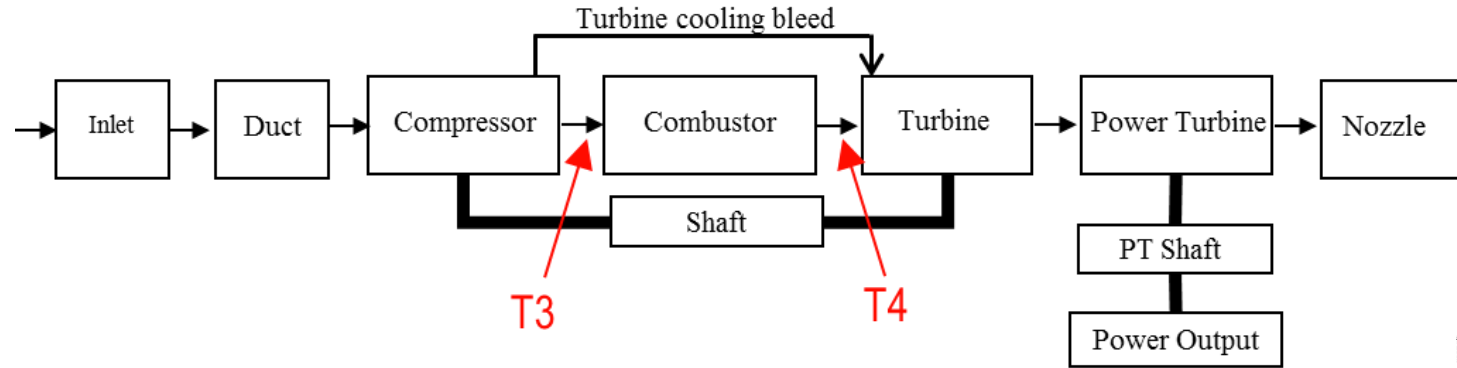 Turbine cooling bleed
Inlet
Duct
Compressor
Combustor
Turbine
Power Turbine
Nozzle
Shaft
T3
T4
PT Shaft
Power Output